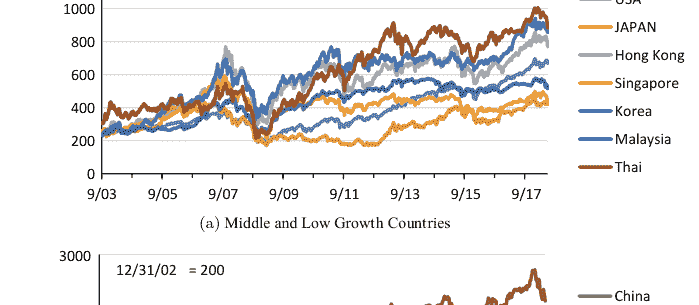 1000
USA
JAPAN
800
Hong Kong
600
Singapore
400
Korea
200
Malaysia
0
Thai
9/03 9/05 9/07 9/09 9/11 9/13 9/15 9/17
(a) Middle and Low Growth Countries
3000
12/31/02 = 200
China